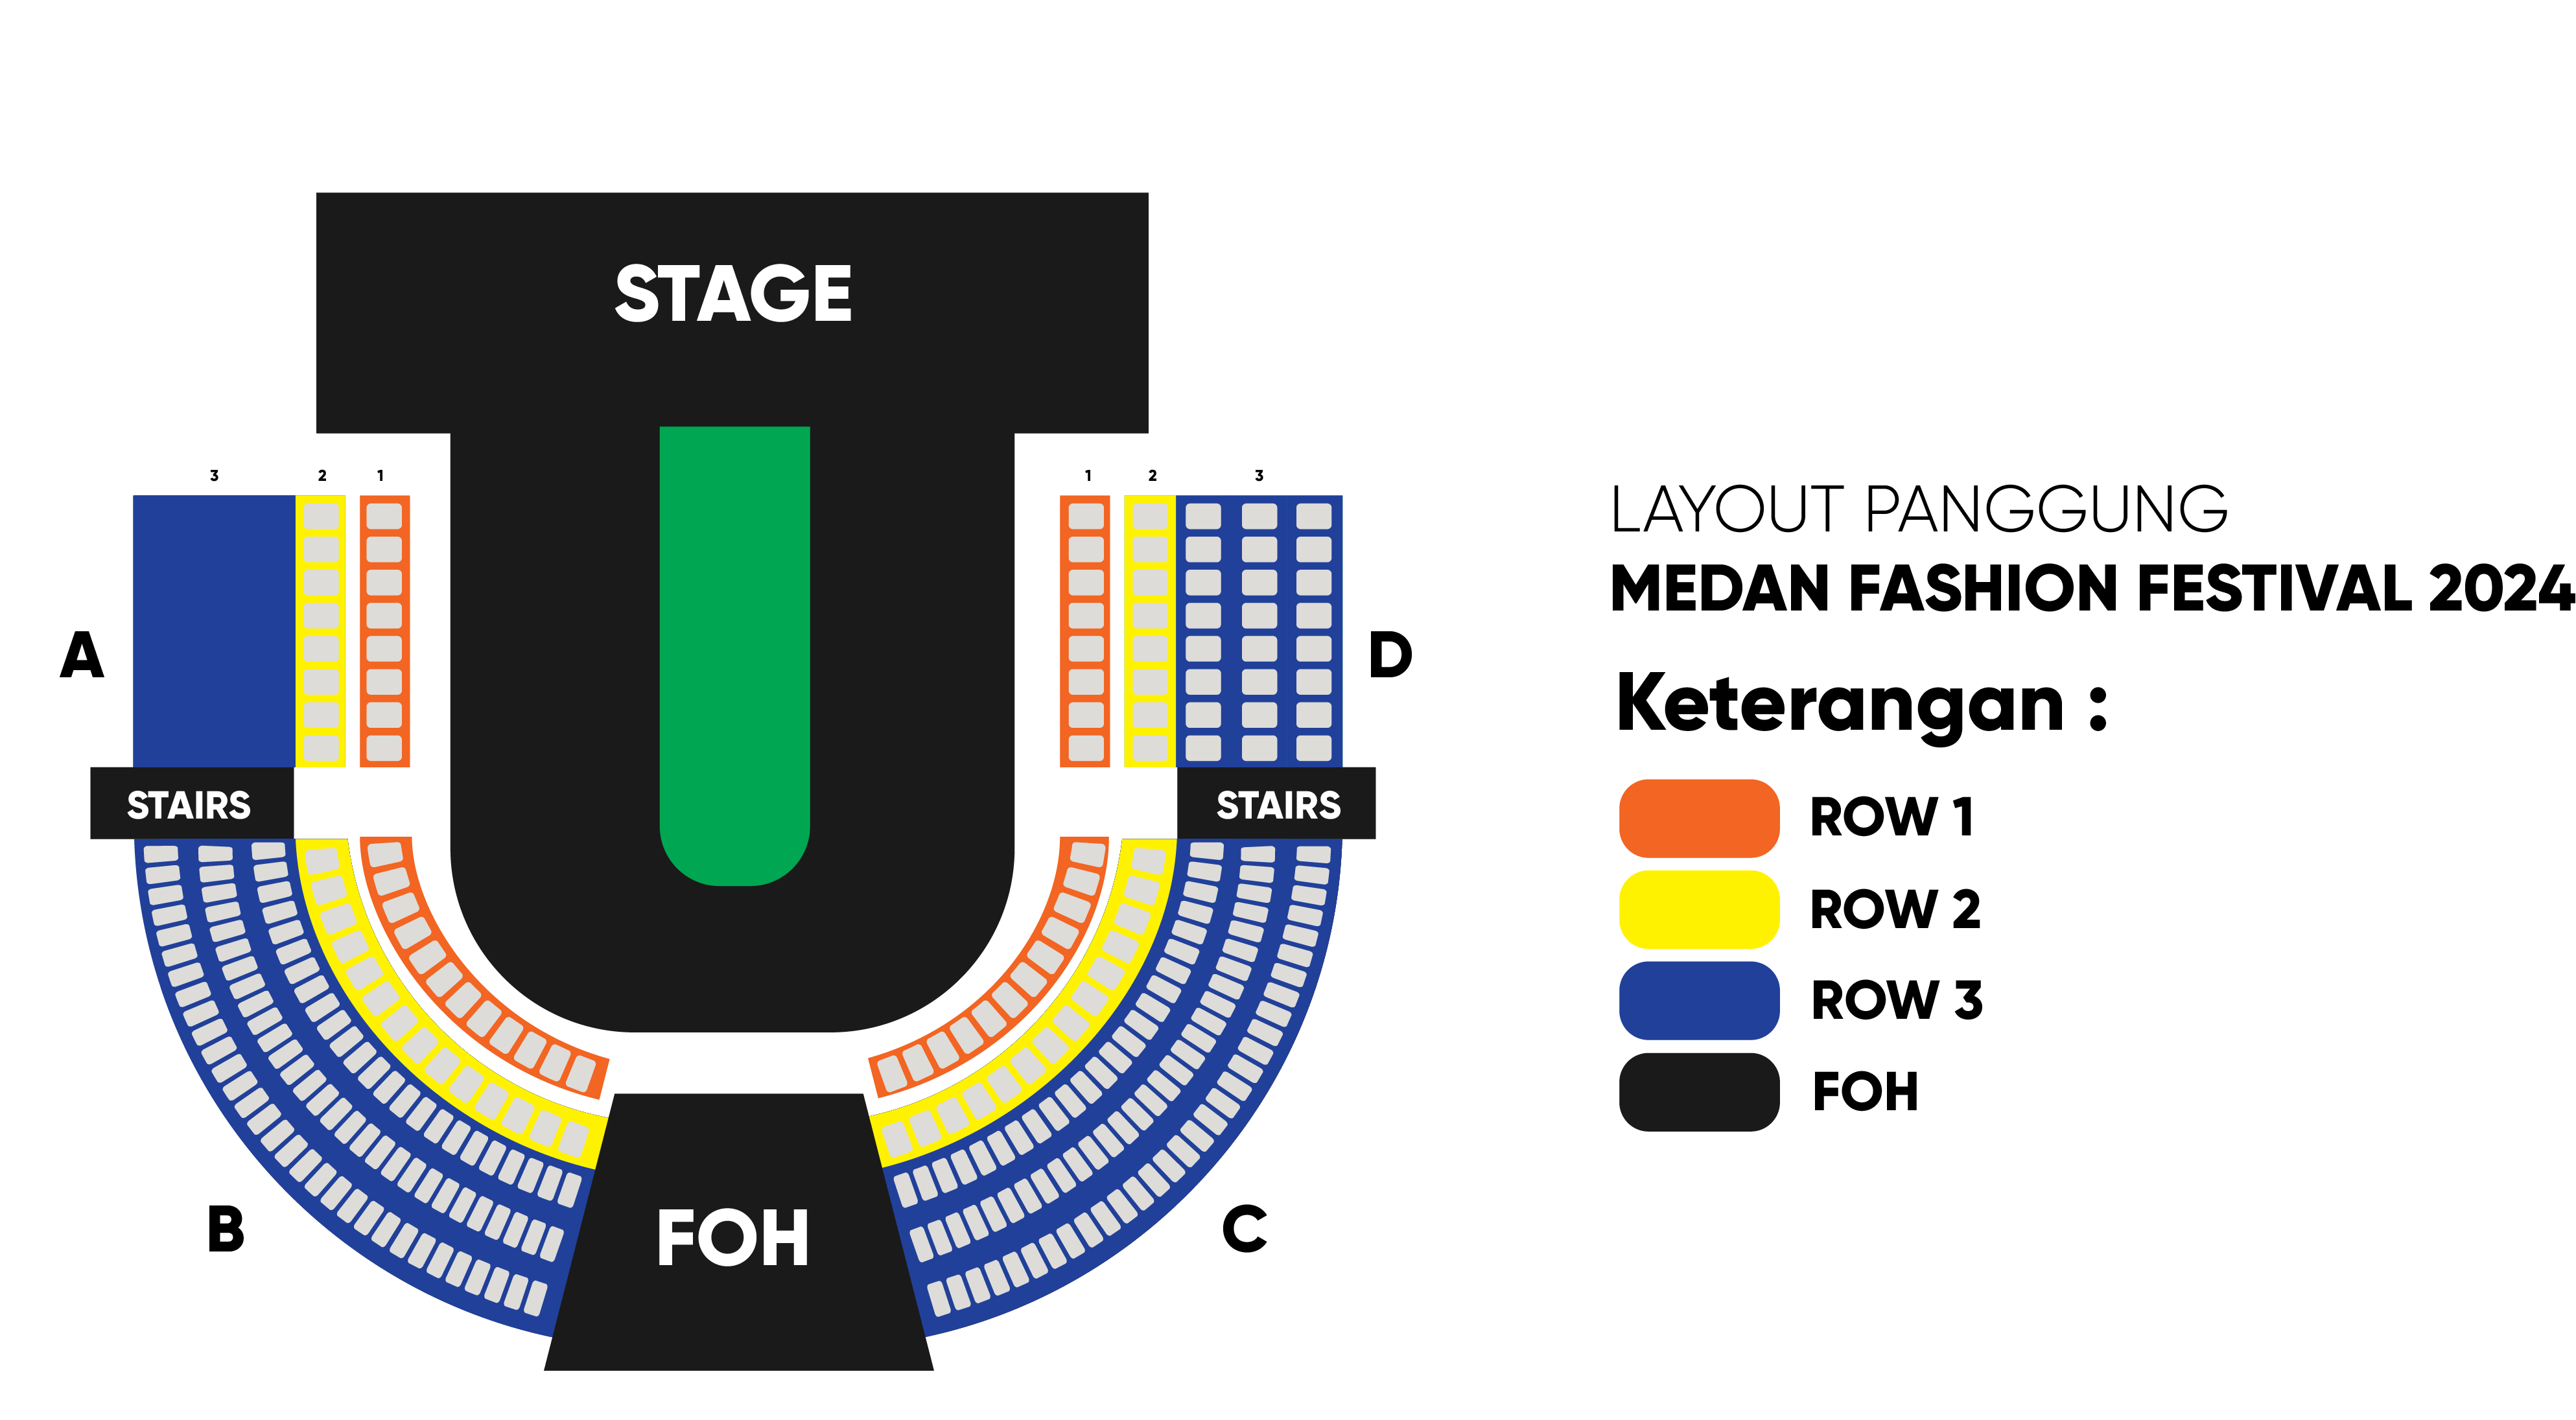 STAGE
3 2 1
1 2 3
A
D
STAIRS
STAIRS
B
C
FOH
LAYOUT PANGGUNG
MEDAN FASHION FESTIVAL 2024
Keterangan :
ROW 1
ROW 2
ROW 3
FOH